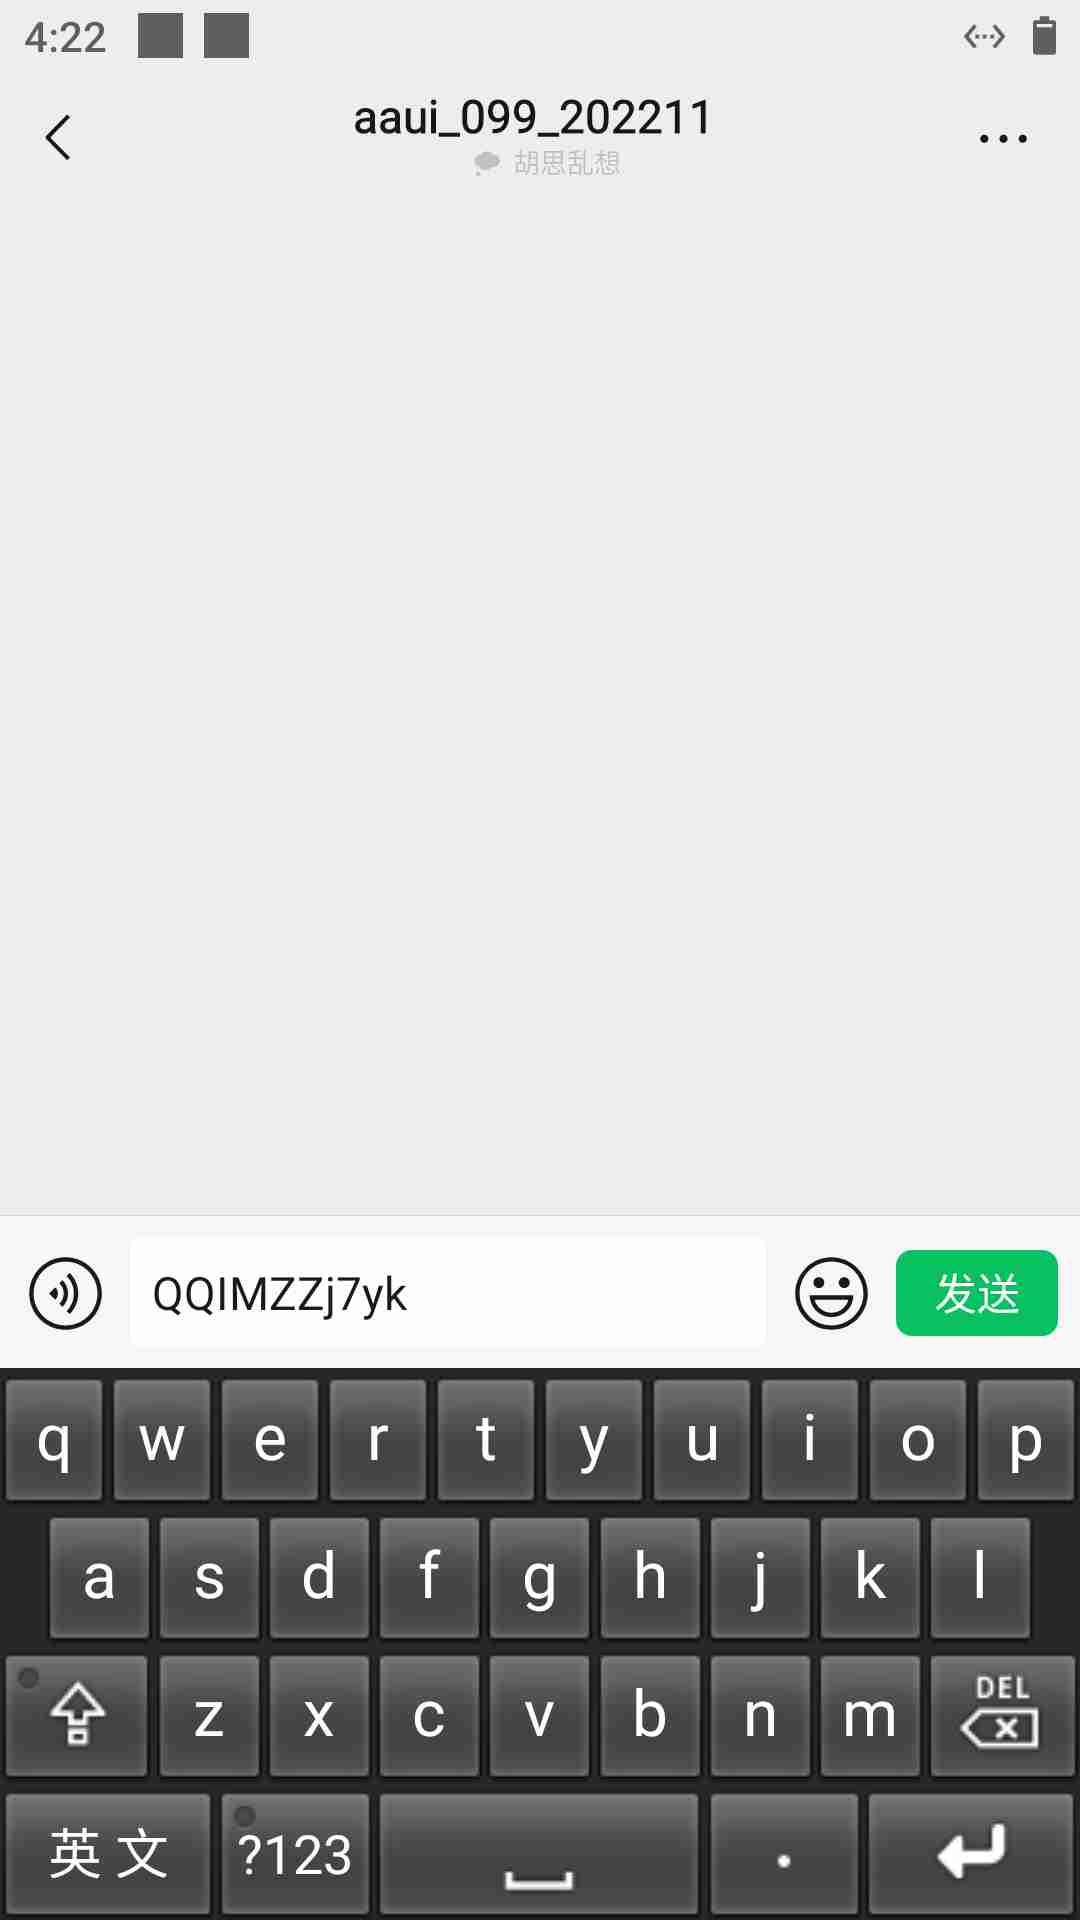 4:22
aaui_099_202211
胡思乱想
QQIMZZj7yk
发送
q w e r t y u i o p
a s d f g h j k l
z x c v b n m DEL
英文 ?123 .